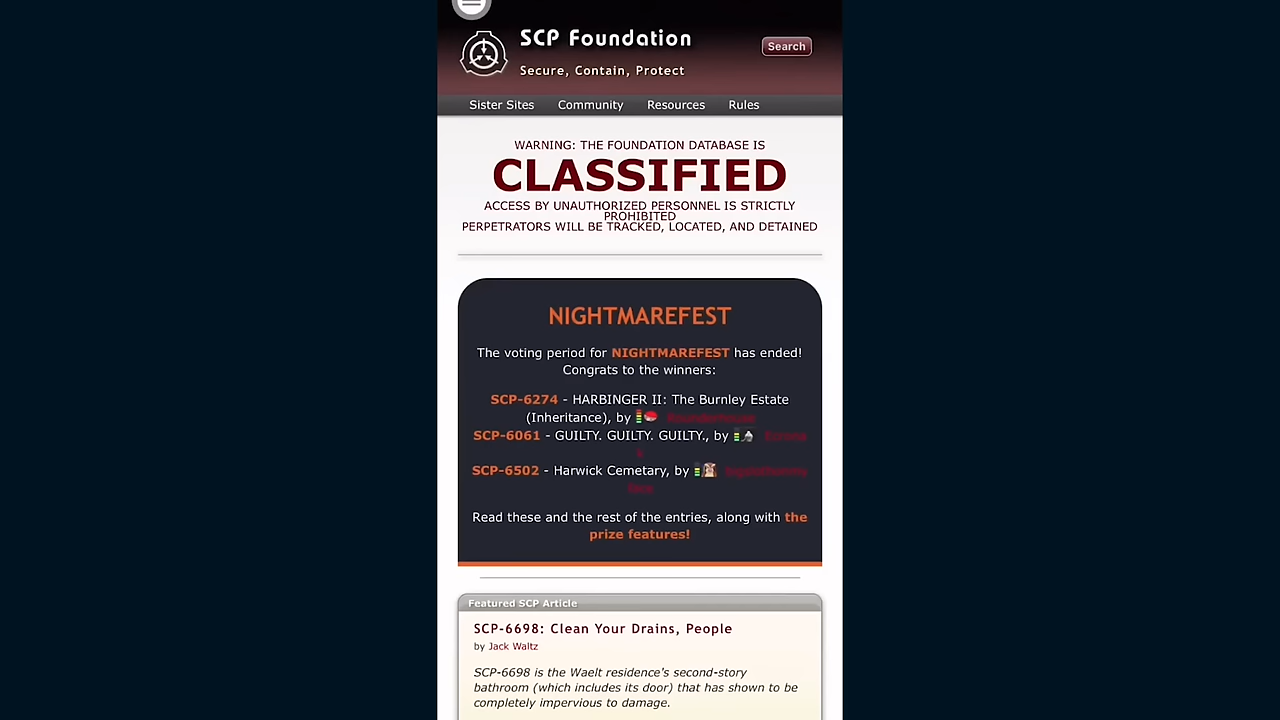 SCP Foundation
Secure, Contain, Protect
Search
Sister Sites Community Resources Rules
WARNING: THE FOUNDATION DATABASE IS
CLASSIFIED
ACCESS BY UNAUTHORIZED PERSONNEL IS STRICTLY
PROHIBITED
PERPETRATORS WILL BE TRACKED, LOCATED, AND DETAINED
NIGHTMAREFEST
The voting period for NIGHTMAREFEST has ended!
Congrats to the winners:
SCP-6274 - HARBINGER II: The Burnley Estate
(Inheritance), by
SCP-6061 - GUILTY. GUILTY. GUILTY., by
SCP-6502 - Harwick Cemetary, by
Read these and the rest of the entries, along with the
prize features!
Featured SCP Article
SCP-6698: Clean Your Drains, People
by Jack Waltz
SCP-6698 is the Waelt residence's second-story
bathroom (which includes its door) that has shown to be
completely impervious to damage.